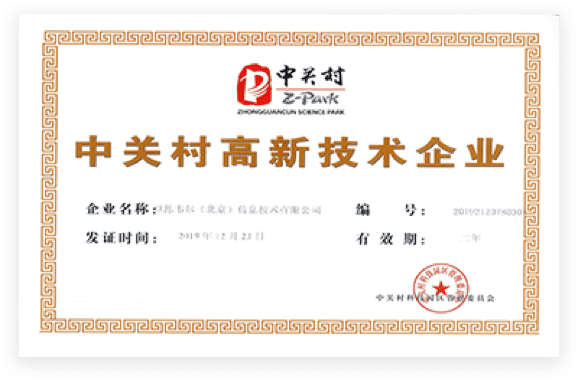 中关村
Z-Park
ZHONGGUANCUN SCIENCE PARK
中关村高新技术企业
企业名称: （北京）信息技术有限公司 编 号:
发证时间: 2019年12月23日 有 效 期: 二年
中关村科技园区管理委员会